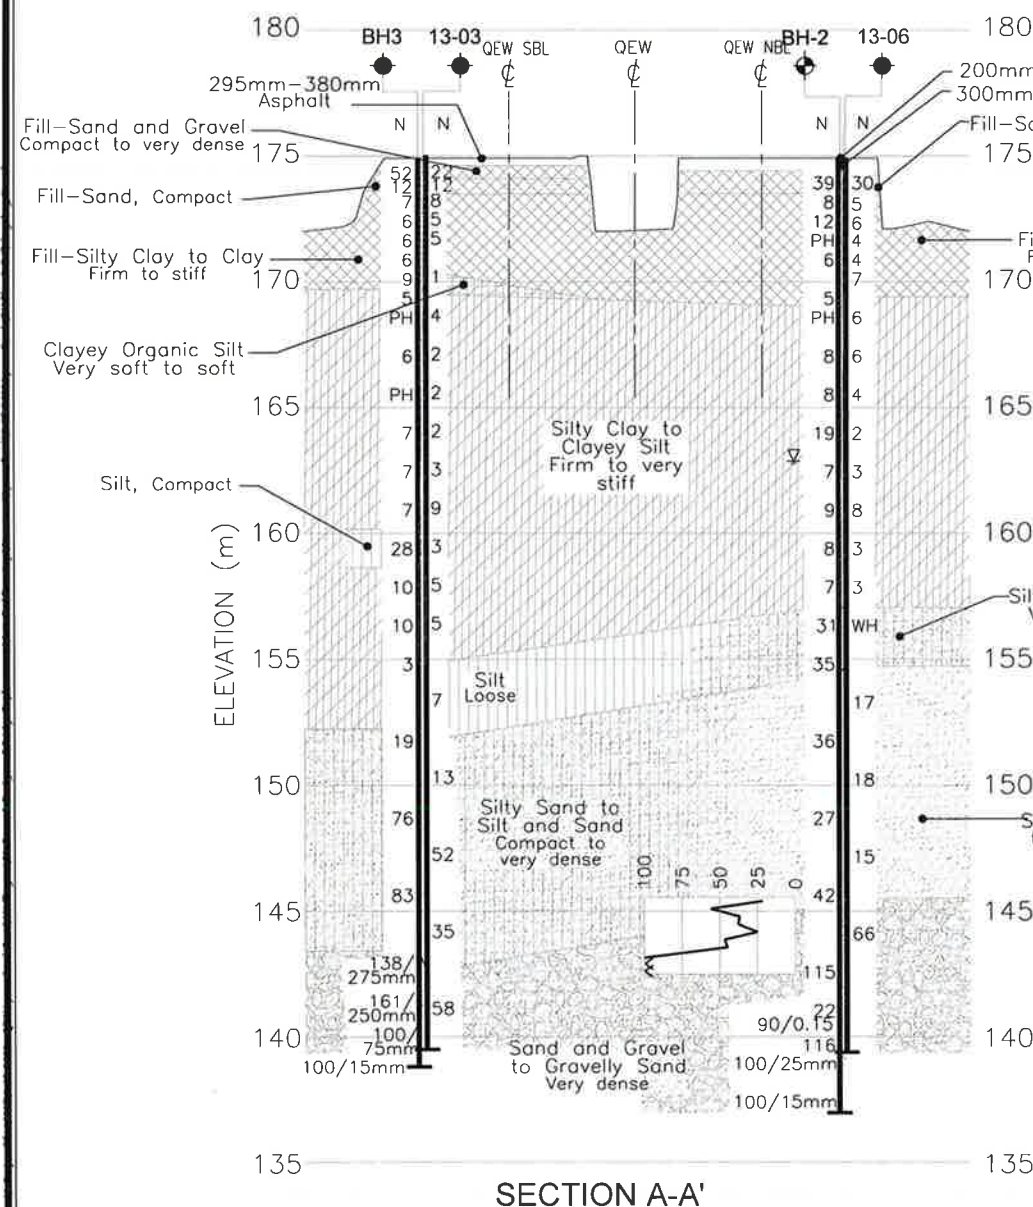 180
180
BH3
13-03
QEW SBL
QEW
QEW NBL
BH-2
13-06
295mm-380mm
Asphalt
200mm
300mm
N
N
N
N
Fill-Sand and Gravel
Compact to very dense
175
175
Fill-Sand, Compact
Fill-Silty Clay to Clay
Firm to stiff
170
170
Clayey Organic Silt
Very soft to soft
165
165
Silty Clay to
Clayey Silt
Firm to very
stiff
Silt, Compact
160
160
ELEVATION (m)
155
155
Silt
Loose
150
150
Silty Sand to
Silt and Sand
Compact to
very dense
100
75
50
25
0
145
145
140
140
Sand and Gravel
to Gravelly Sand
Very dense
135
135
52
12
7
6
6
6
9
5
PH
6
PH
7
7
7
28
10
10
3
19
76
83
138/
275mm
161/
250mm
100/
75mm
100/15mm
12
8
5
5
1
4
2
2
2
3
9
3
5
5
7
13
52
35
58
39
8
12
PH
6
5
PH
8
8
19
7
9
8
7
31
35
36
27
42
115
22
90/0.15
116
100/25mm
100/15mm
30
5
6
4
4
7
6
6
4
2
3
8
3
3
WH
17
18
15
66
SECTION A-A'